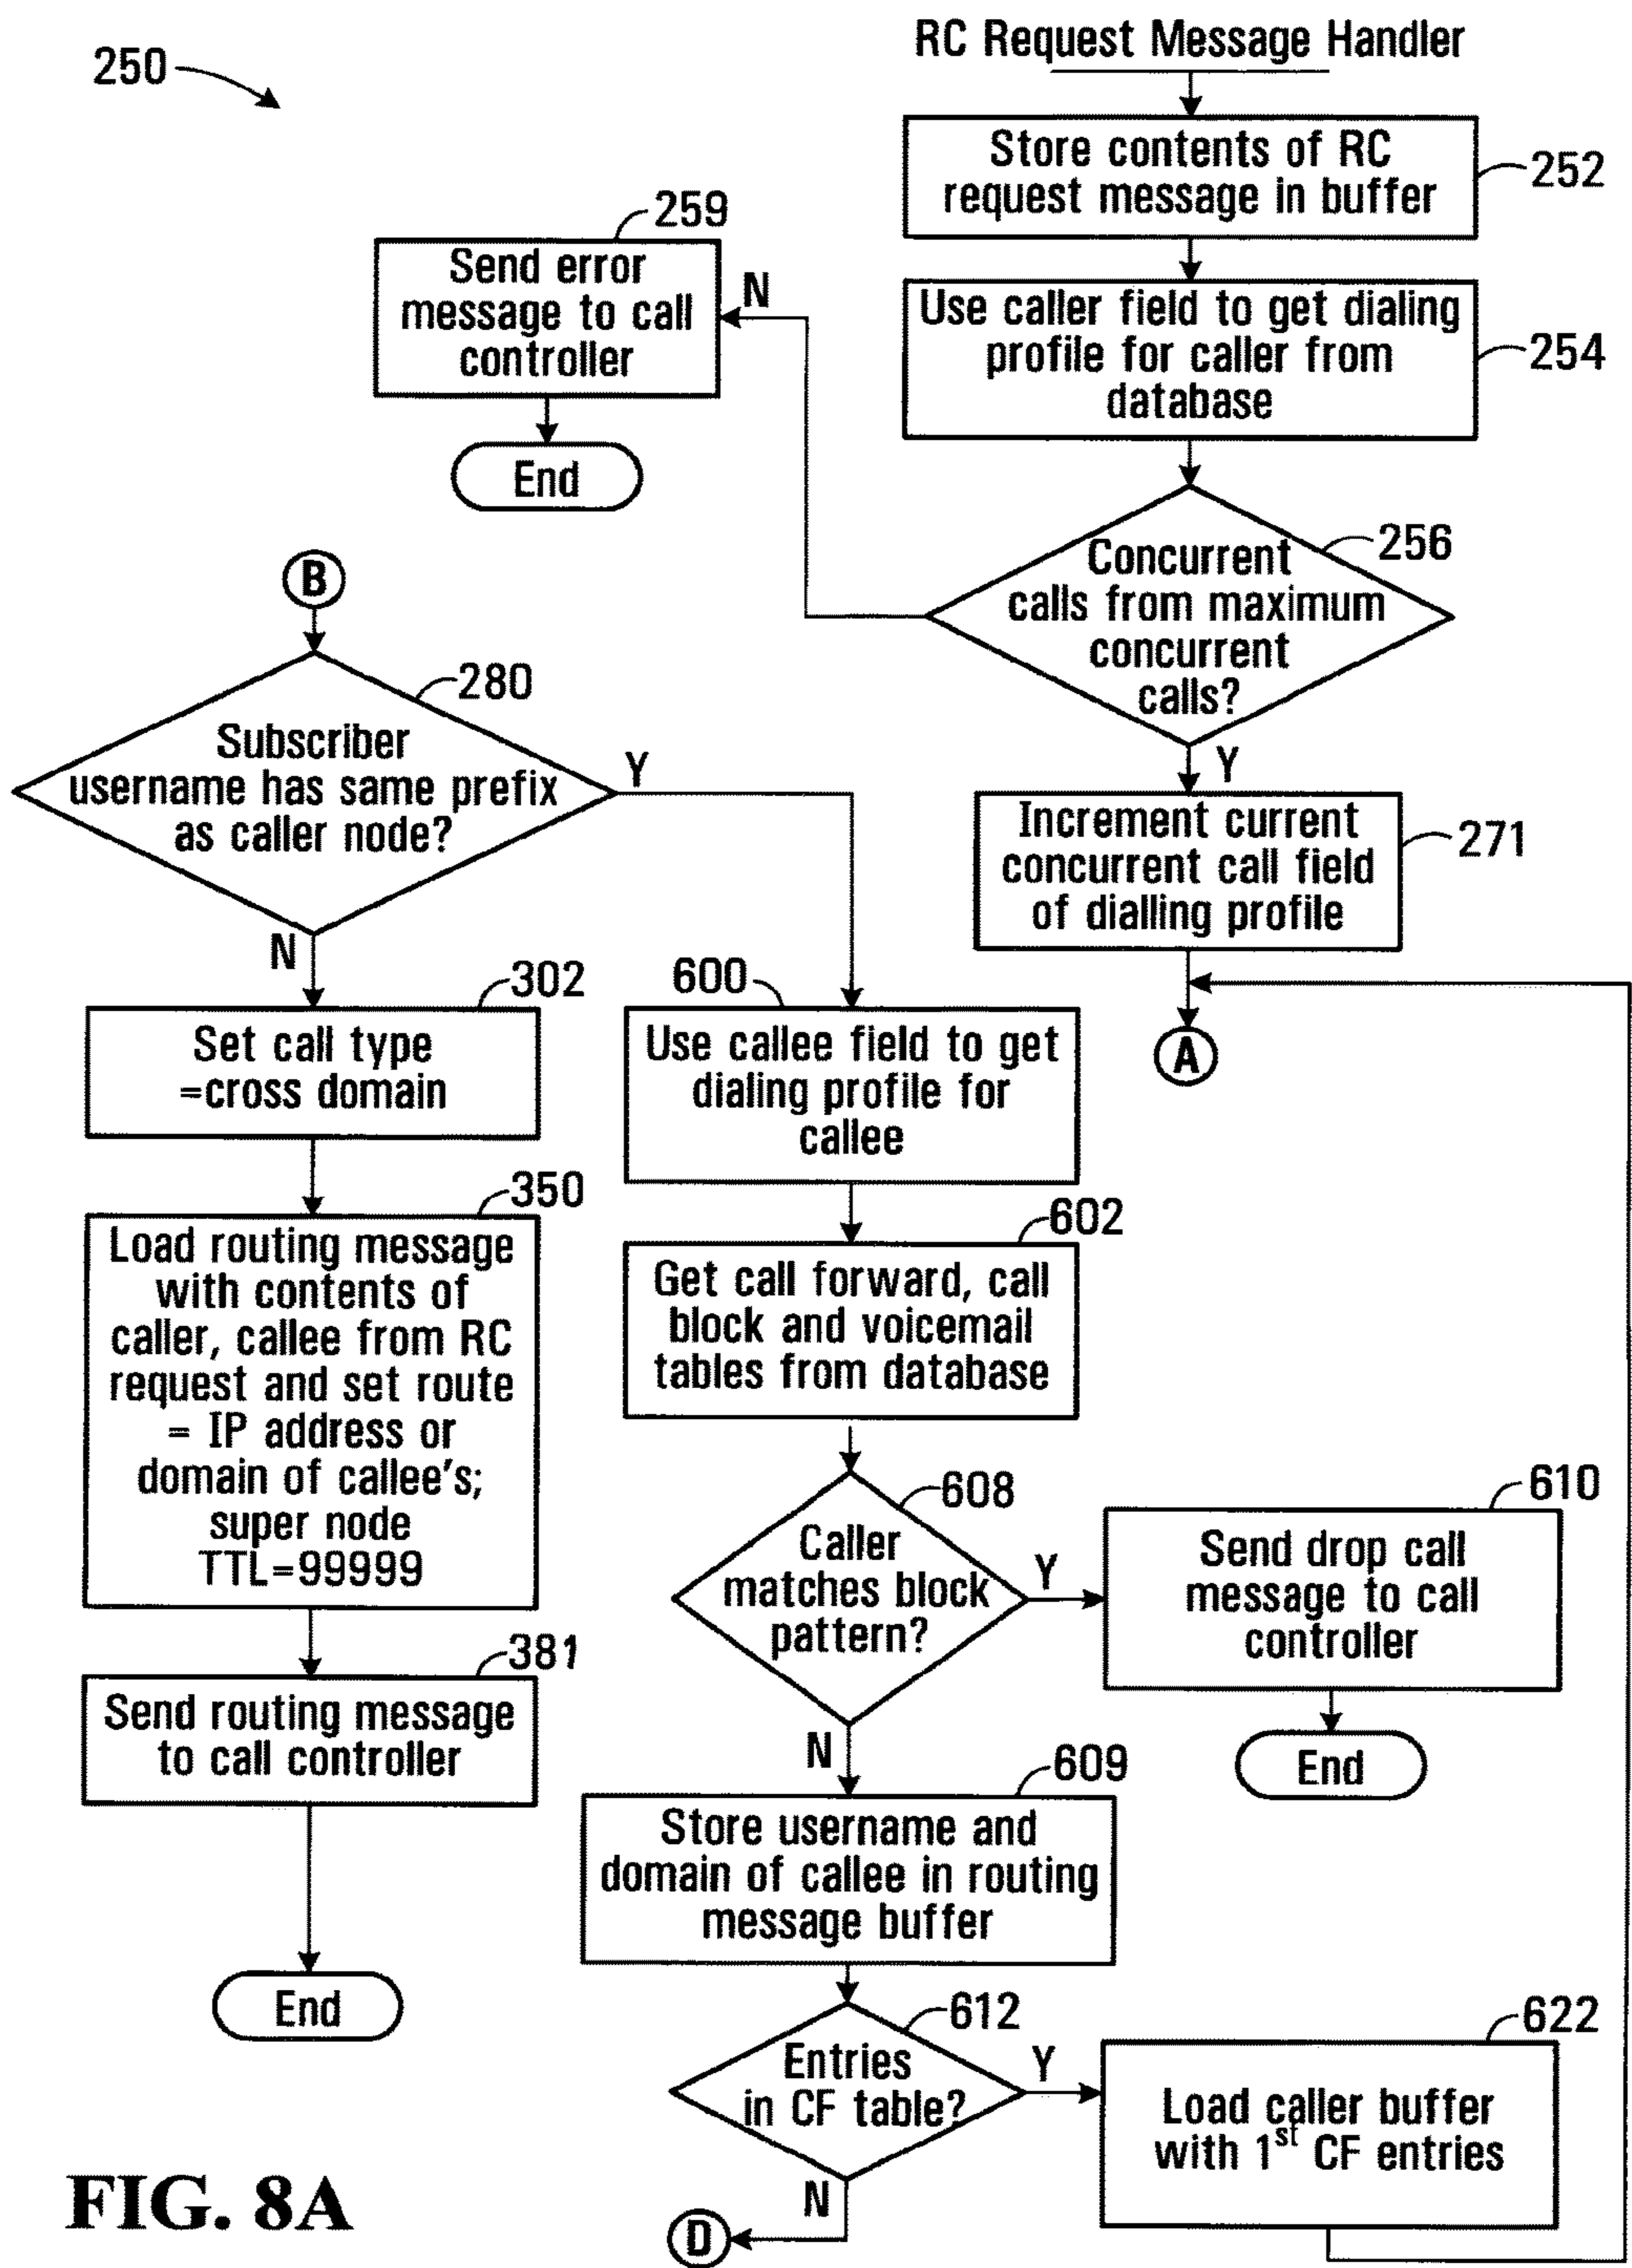 250
RC Request Message Handler
Store contents of RC
request message in buffer
252
Use caller field to get dialing
profile for caller from
database
254
259
Send error
message to call
controller
N
End
Concurrent
calls from maximum
concurrent
calls?
256
Y
Increment current
concurrent call field
of dialling profile
271
A
B
280
Subscriber
username has same prefix
as caller node?
Y
N
302
Set call type
=cross domain
350
Load routing message
with contents of
caller, callee from RC
request and set route
= IP address or
domain of callee's;
super node
TTL=99999
381
Send routing message
to call controller
End
600
Use callee field to get
dialing profile for
callee
602
Get call forward, call
block and voicemail
tables from database
608
Caller
matches block
pattern?
Y
610
Send drop call
message to call
controller
End
N
609
Store username and
domain of callee in routing
message buffer
612
Entries
in CF table?
Y
622
Load caller buffer
with 1st CF entries
N
D
FIG. 8A